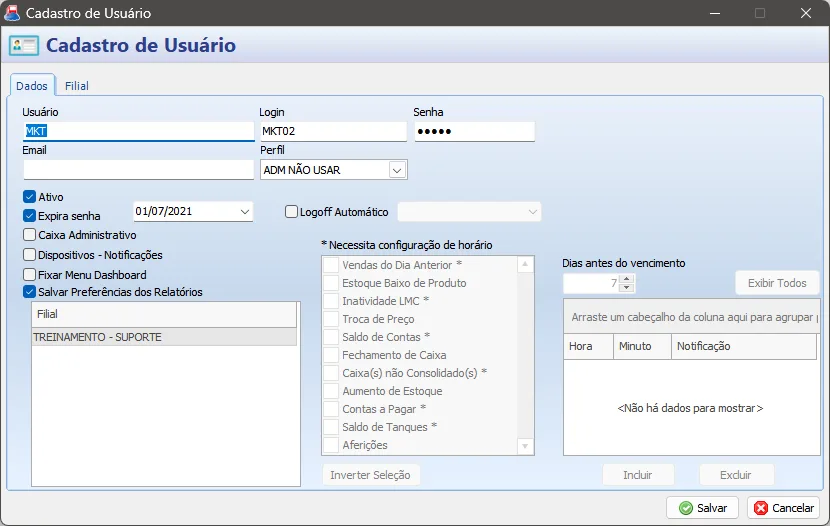 Cadastro de Usuário
Cadastro de Usuário
Dados Filial
Usuário Login Senha
MKT MKT02 •••••
Email Perfil
ADM NÃO USAR
Ativo
Expira senha 01/07/2021 Logoff Automático
Caixa Administrativo
Dispositivos - Notificações
Fixar Menu Dashboard
Salvar Preferências dos Relatórios
Filial
TREINAMENTO - SUPORTE
* Necessita configuração de horário
Vendas do Dia Anterior *
Estoque Baixo de Produto
Inatividade LMC *
Troca de Preço
Saldo de Contas *
Fechamento de Caixa
Caixa(s) não Consolidado(s) *
Aumento de Estoque
Contas a Pagar *
Saldo de Tanques *
Aferições
Inverter Seleção
Dias antes do vencimento
7 Exibir Todos
Arraste um cabeçalho da coluna aqui para agrupar
Hora Minuto Notificação
<Não há dados para mostrar>
Incluir Excluir
Salvar Cancelar